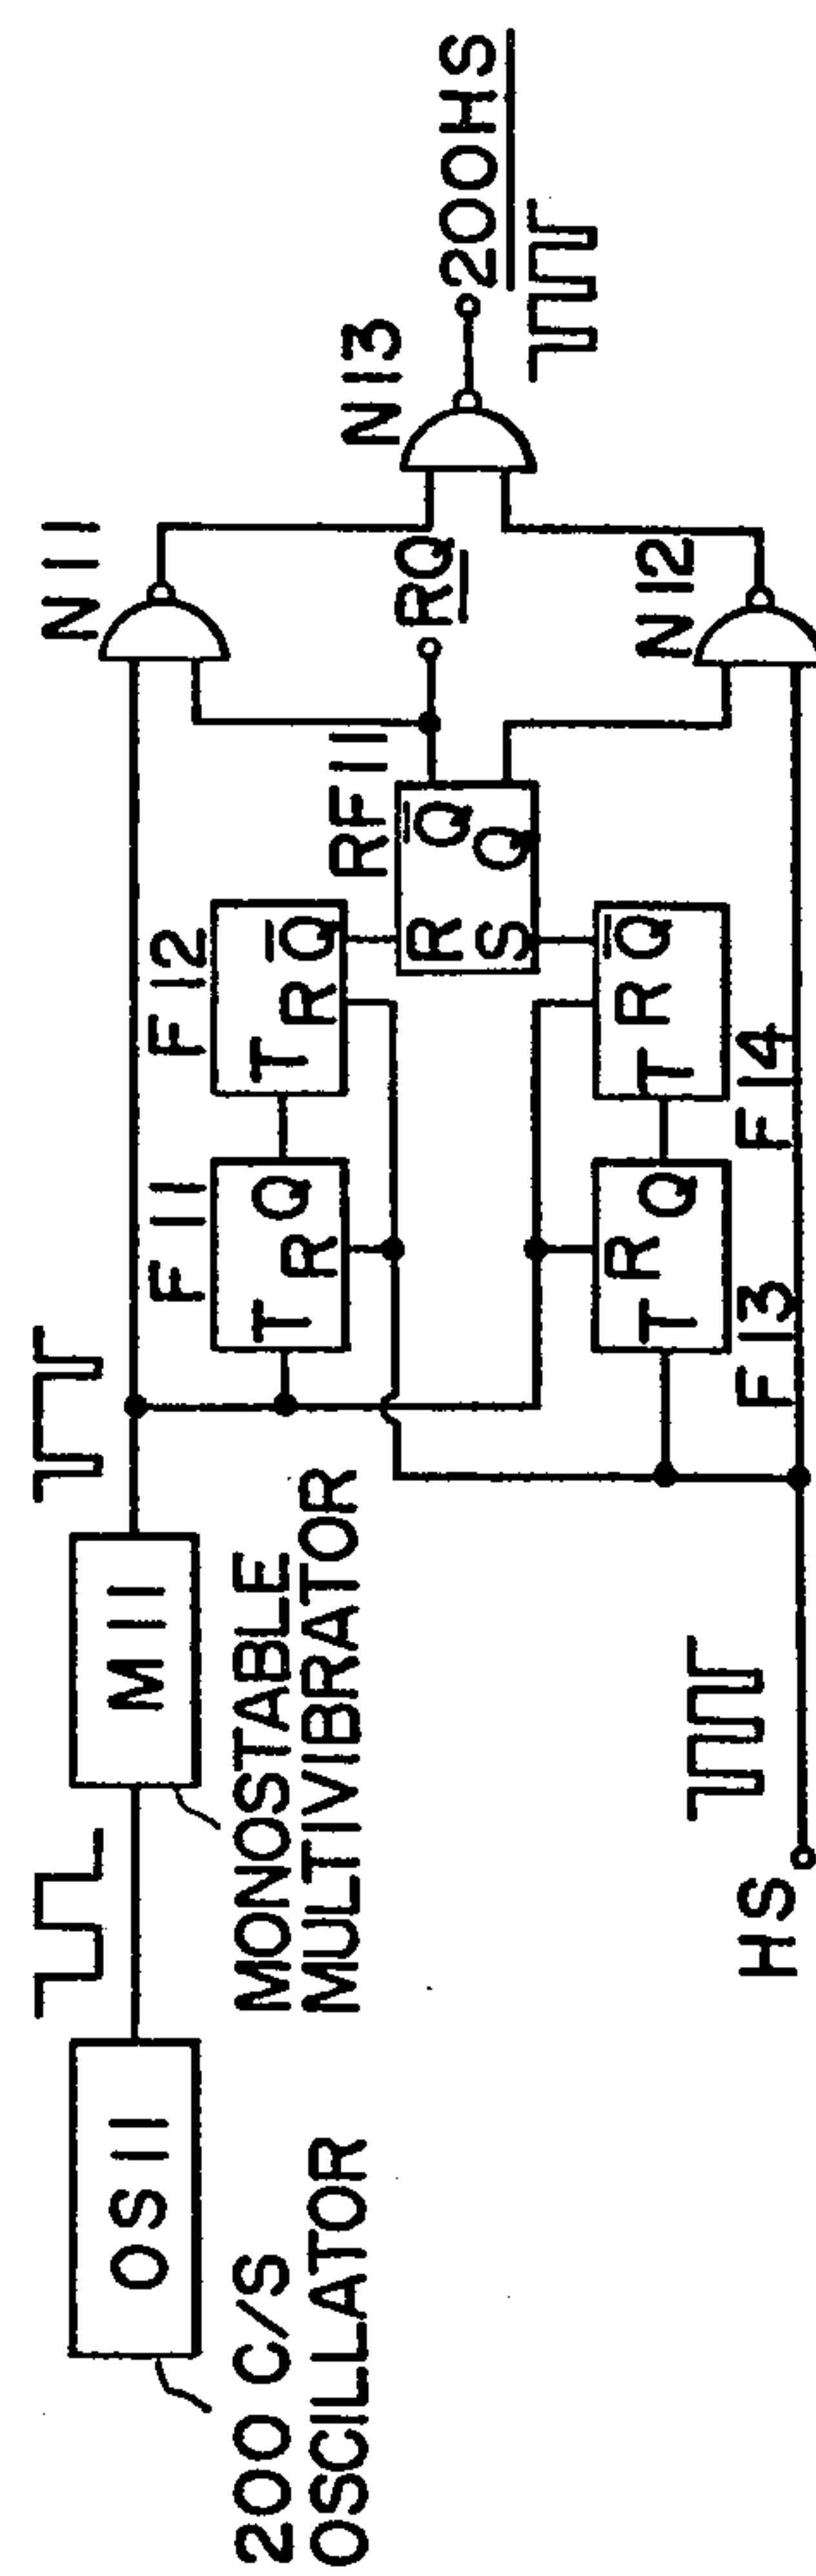 200 C/S
OSCILLATOR
OS11
MONOSTABLE
MULTIVIBRATOR
M11
F11
T R Q
F12
T R Q̅
RF11
R Q̅
S Q
RQ
N11
N13
200HS
N12
HS
F13
T R Q
F14
T R Q̅